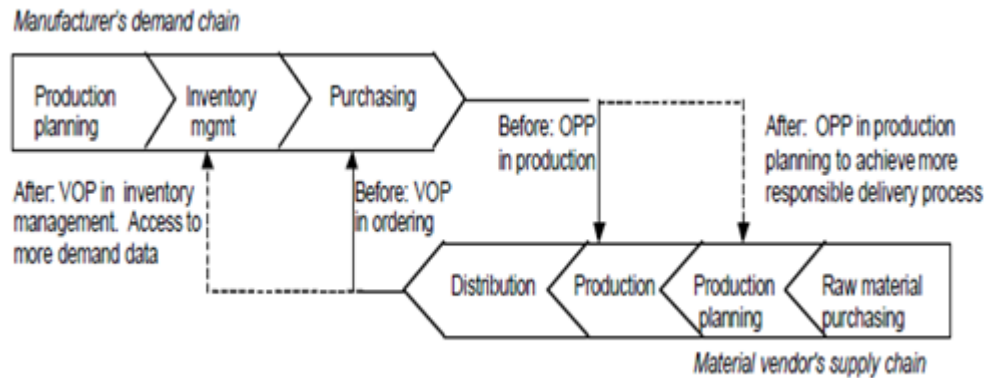 Manufacturer's demand chain
Production
planning
Inventory
mgmt
Purchasing
Before: OPP
in production
After: OPP in production
planning to achieve more
responsible delivery process
After: VOP in inventory
management. Access to
more demand data
Before: VOP
in ordering
Distribution
Production
Production
planning
Raw material
purchasing
Material vendor's supply chain